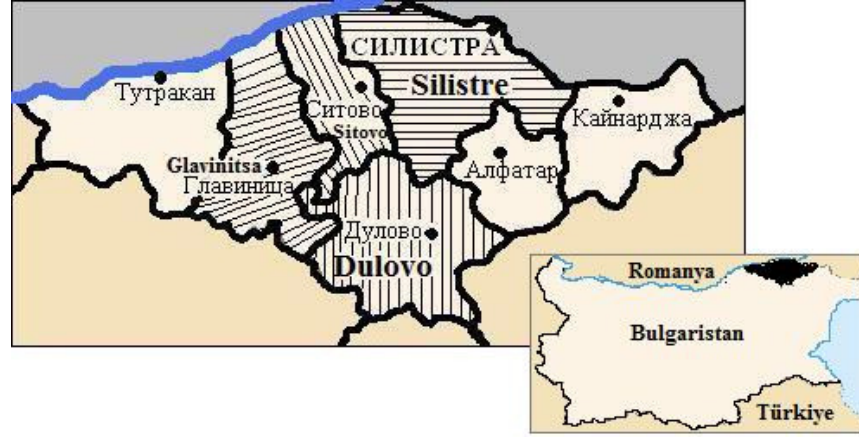 СИЛИСТРА
Silistre
Тутракан
Ситово
Sitovo
Кайнарджа
Glavinitsa
Главиница
Алфатар
Дулово
Dulovo
Romanya
Bulgaristan
Türkiye